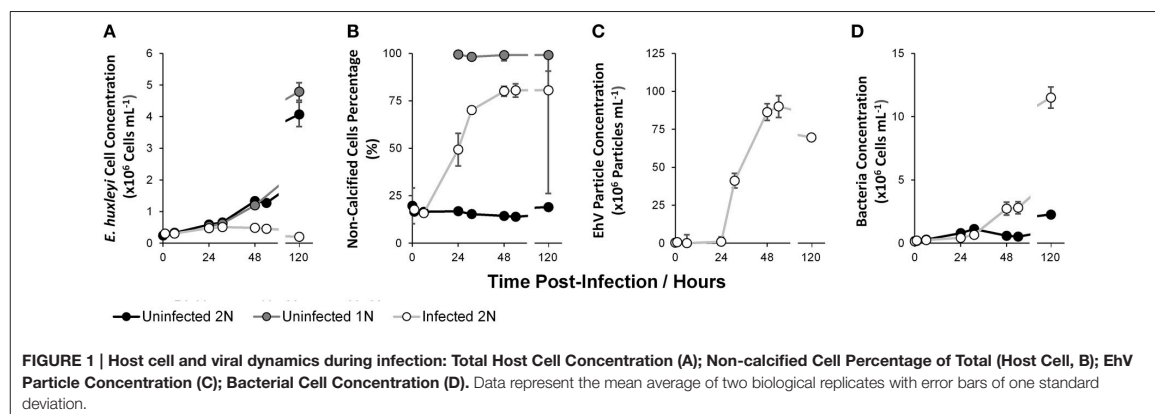 A
B
C
D
E. huxleyi Cell Concentration
(x10⁶ Cells mL⁻¹)
6
5
4
3
2
1
0
0 24 48 120
Non-Calcified Cells Percentage
(%)
100
75
50
25
0
0 24 48 120
EhV Particle Concentration
(x10⁶ Particles mL⁻¹)
125
100
75
50
25
0
0 24 48 120
Bacteria Concentration
(x10⁶ Cells mL⁻¹)
15
10
5
0
0 24 48 120
Time Post-Infection / Hours
Uninfected 2N Uninfected 1N Infected 2N
FIGURE 1 | Host cell and viral dynamics during infection: Total Host Cell Concentration (A); Non-calcified Cell Percentage of Total (Host Cell, B); EhV
Particle Concentration (C); Bacterial Cell Concentration (D). Data represent the mean average of two biological replicates with error bars of one standard
deviation.